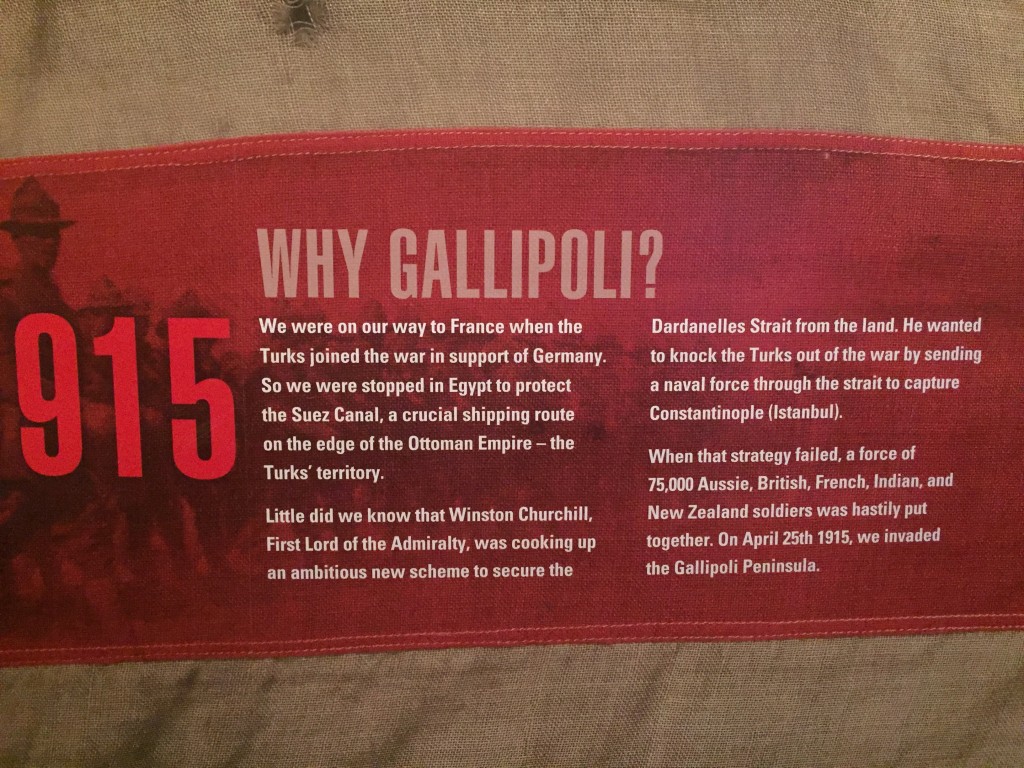 915
WHY GALLIPOLI?
We were on our way to France when the
Turks joined the war in support of Germany.
So we were stopped in Egypt to protect
the Suez Canal, a crucial shipping route
on the edge of the Ottoman Empire – the
Turks' territory.
Little did we know that Winston Churchill,
First Lord of the Admiralty, was cooking up
an ambitious new scheme to secure the
Dardanelles Strait from the land. He wanted
to knock the Turks out of the war by sending
a naval force through the strait to capture
Constantinople (Istanbul).
When that strategy failed, a force of
75,000 Aussie, British, French, Indian, and
New Zealand soldiers was hastily put
together. On April 25th 1915, we invaded
the Gallipoli Peninsula.